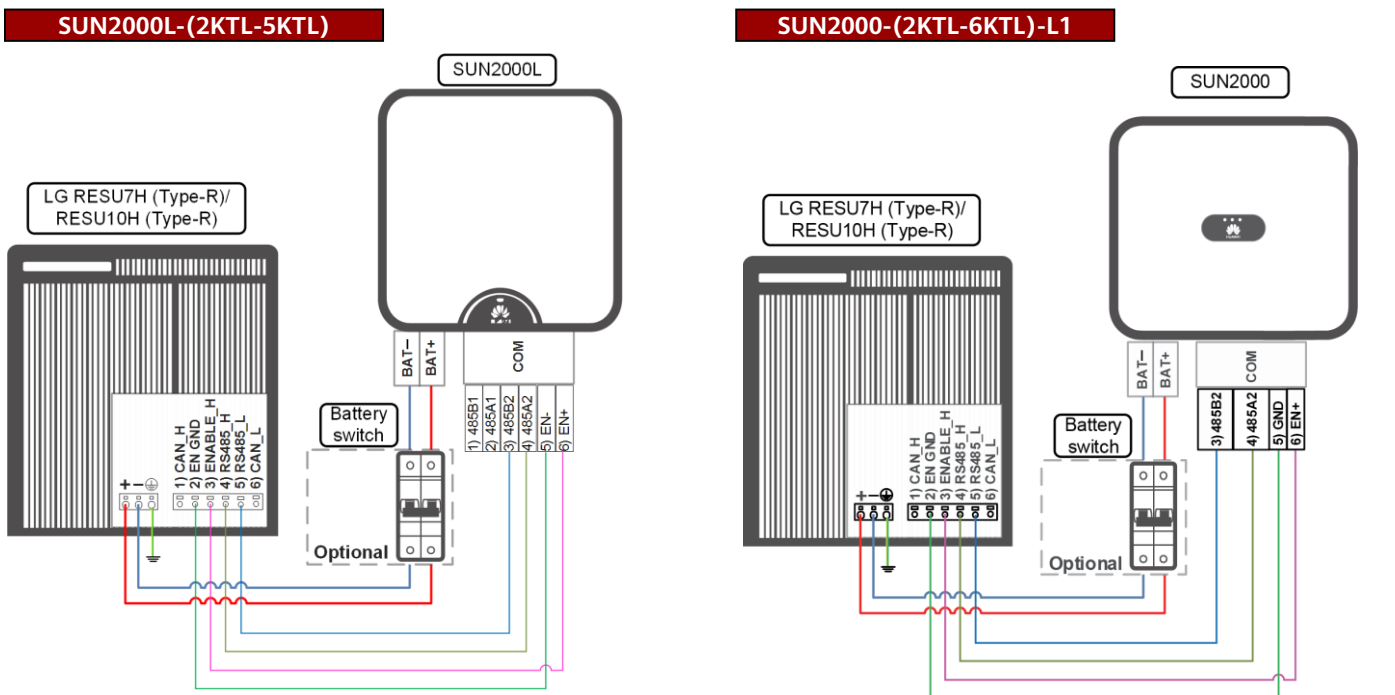 SUN2000L-(2KTL-5KTL)
SUN2000L
LG RESU7H (Type-R)/
RESU10H (Type-R)
BAT−
BAT+
COM
1) 485B1
2) 485A1
3) 485B2
4) 485A2
5) EN-
6) EN+
Battery
switch
Optional
+ −
1) CAN_H
2) EN GND
3) ENABLE_H
4) RS485_H
5) RS485_L
6) CAN_L
SUN2000-(2KTL-6KTL)-L1
SUN2000
LG RESU7H (Type-R)/
RESU10H (Type-R)
BAT−
BAT+
COM
3) 485B2
4) 485A2
5) GND
6) EN+
Battery
switch
Optional
+ −
1) CAN_H
2) EN GND
3) ENABLE_H
4) RS485_H
5) RS485_L
6) CAN_L